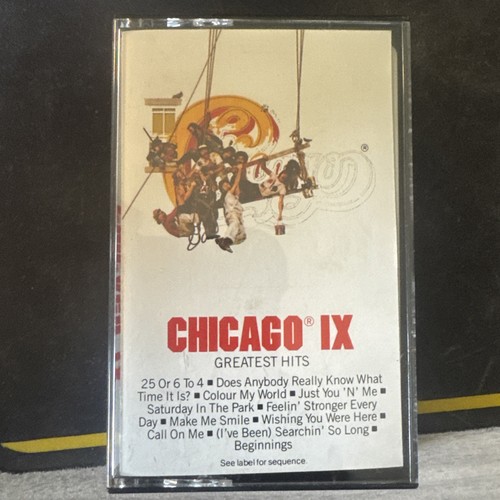 ®
CHICAGO® IX
GREATEST HITS
25 Or 6 To 4 ■ Does Anybody Really Know What
Time It Is? ■ Colour My World ■ Just You 'N' Me ■
Saturday In The Park ■ Feelin' Stronger Every
Day ■ Make Me Smile ■ Wishing You Were Here ■
Call On Me ■ (I've Been) Searchin' So Long ■
Beginnings
See label for sequence.